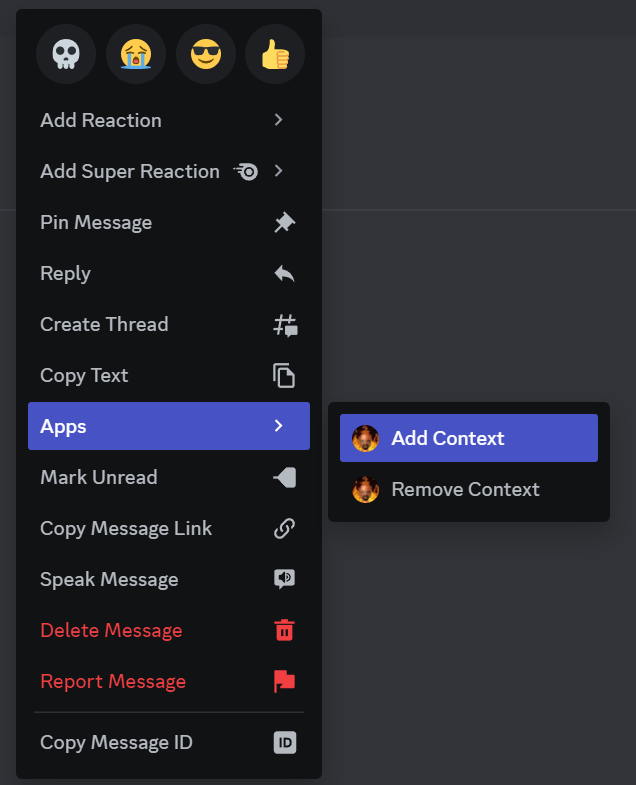 Add Reaction
Add Super Reaction
Pin Message
Reply
Create Thread
Copy Text
Apps
Add Context
Remove Context
Mark Unread
Copy Message Link
Speak Message
Delete Message
Report Message
Copy Message ID
ID